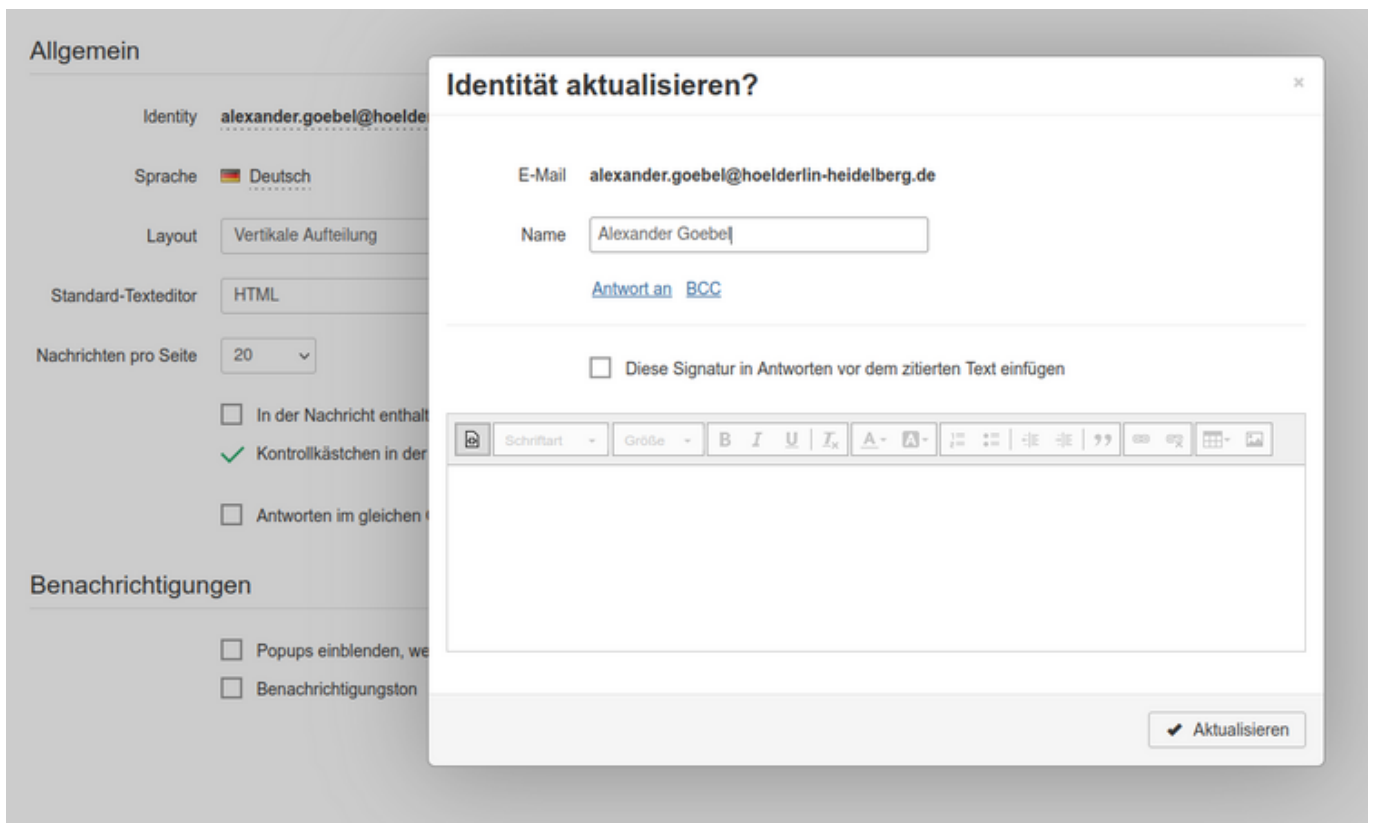 Allgemein
Identity alexander.goebel@hoelder
Sprache Deutsch
Layout Vertikale Aufteilung
Standard-Texteditor HTML
Nachrichten pro Seite 20
In der Nachricht enthalt
Kontrollkästchen in der
Antworten im gleichen
Benachrichtigungen
Popups einblenden, we
Benachrichtigungston
Identität aktualisieren?
×
E-Mail alexander.goebel@hoelderlin-heidelberg.de
Name Alexander Goebel
Antwort an BCC
Diese Signatur in Antworten vor dem zitierten Text einfügen
Schriftart Größe B I U Tx A A
Aktualisieren